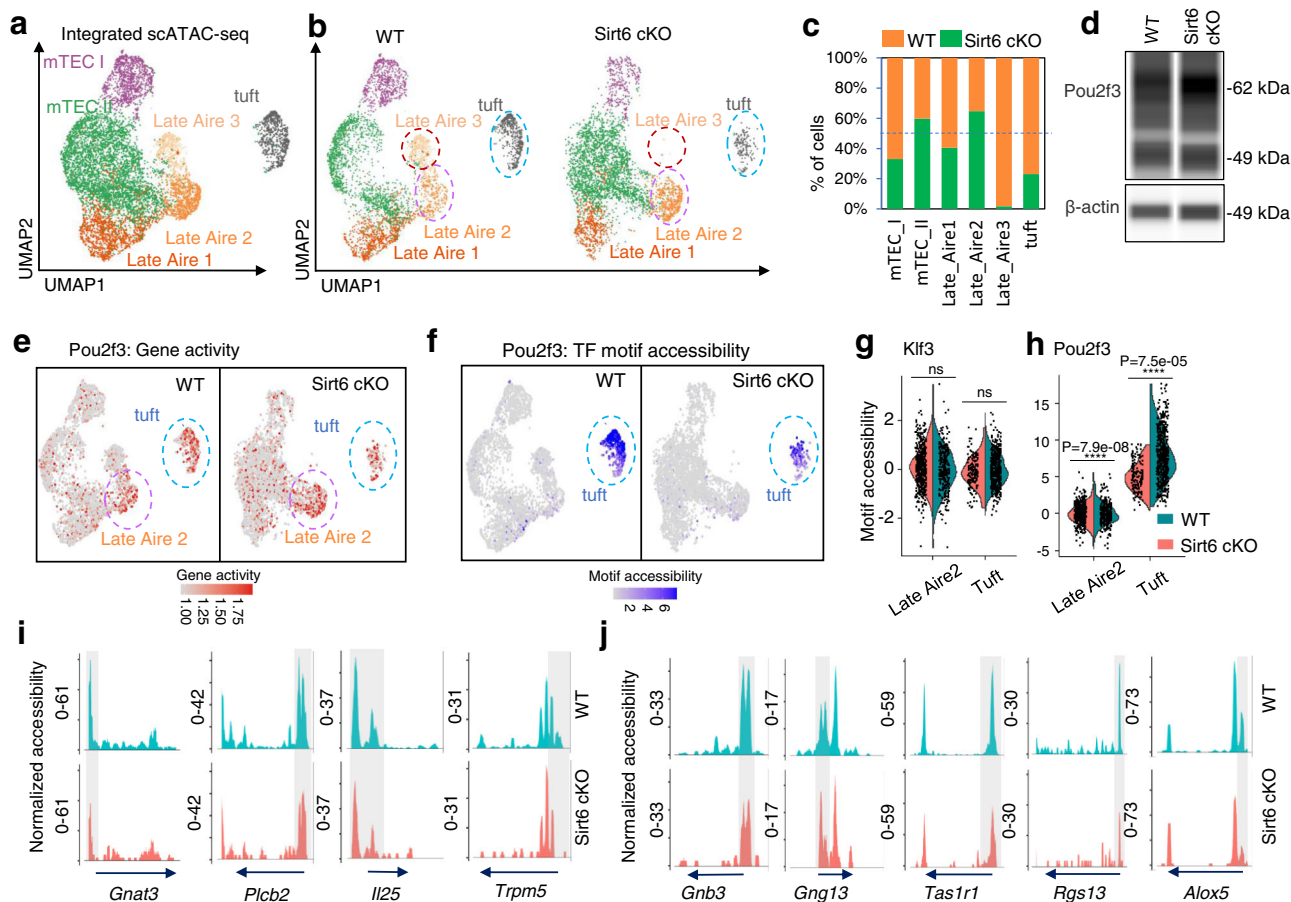 a
Integrated scATAC-seq
mTEC I
mTEC II
Late Aire 3
tuft
Late Aire 2
Late Aire 1
UMAP2
UMAP1
b
WT
Sirt6 cKO
Late Aire 3
tuft
tuft
Late Aire 2
Late Aire 1
Late Aire 2
Late Aire 1
UMAP2
UMAP1
c
WT
Sirt6 cKO
100%
80%
60%
40%
20%
0%
% of cells
mTEC_I
mTEC_II
Late_Aire1
Late_Aire2
Late_Aire3
tuft
d
WT
Sirt6
cKO
Pou2f3
-62 kDa
-49 kDa
β-actin
-49 kDa
e
Pou2f3: Gene activity
WT
Sirt6 cKO
tuft
tuft
Late Aire 2
Late Aire 2
Gene activity
1.00
1.25
1.50
1.75
f
Pou2f3: TF motif accessibility
WT
Sirt6 cKO
tuft
tuft
Motif accessibility
2
4
6
g
Klf3
ns
ns
Motif accessibility
2
0
-2
Late Aire2
Tuft
h
Pou2f3
P=7.5e-05
****
P=7.9e-08
****
15
10
5
0
-5
WT
Sirt6 cKO
Late Aire2
Tuft
i
Normalized accessibility
0-61
0-42
0-37
0-31
WT
0-61
0-42
0-37
0-31
Sirt6 cKO
Gnat3
Plcb2
Il25
Trpm5
j
Normalized accessibility
0-33
0-17
0-59
0-30
0-73
WT
0-33
0-17
0-59
0-30
0-73
Sirt6 cKO
Gnb3
Gng13
Tas1r1
Rgs13
Alox5